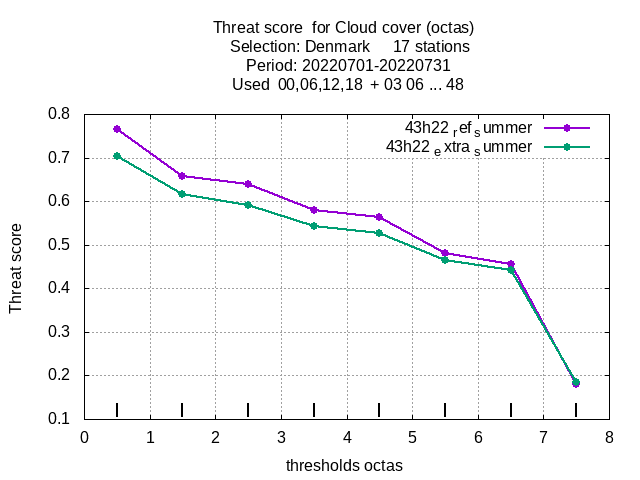 Threat score for Cloud cover (octas)
Selection: Denmark 17 stations
Period: 20220701-20220731
Used 00,06,12,18 + 03 06 ... 48
43h22 ref summer
43h22 extra summer
0.8
0.7
0.6
0.5
0.4
0.3
0.2
0.1
Threat score
0 1 2 3 4 5 6 7 8
thresholds octas